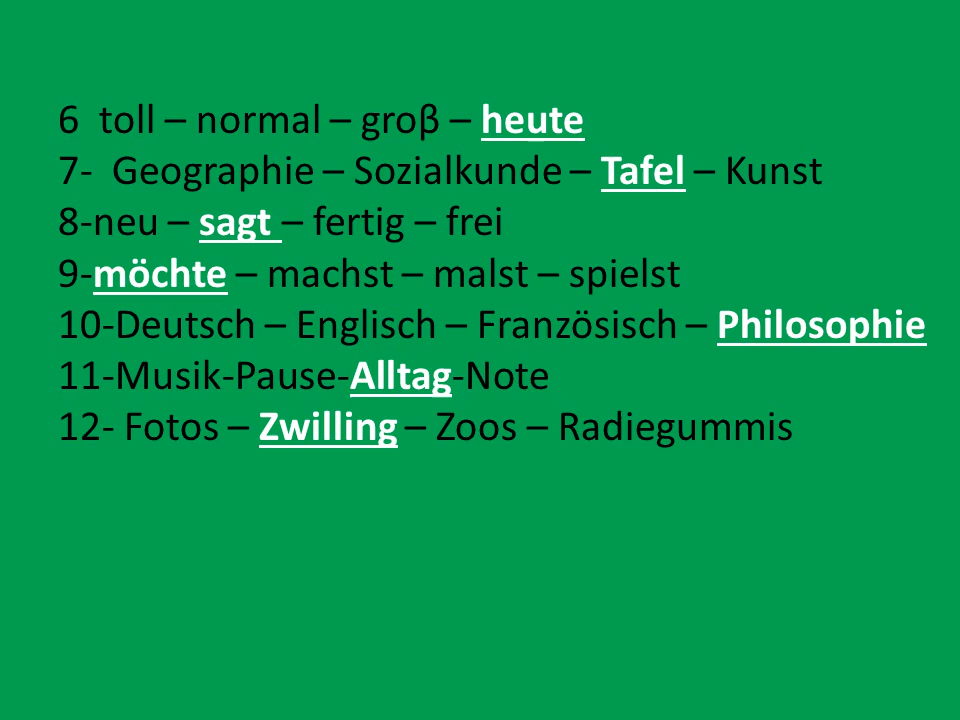 6  toll – normal – groβ – heute
7-  Geographie – Sozialkunde – Tafel – Kunst
8-neu – sagt – fertig – frei
9-möchte – machst – malst – spielst
10-Deutsch – Englisch – Französisch – Philosophie
11-Musik-Pause-Alltag-Note
12- Fotos – Zwilling – Zoos – Radiegummis